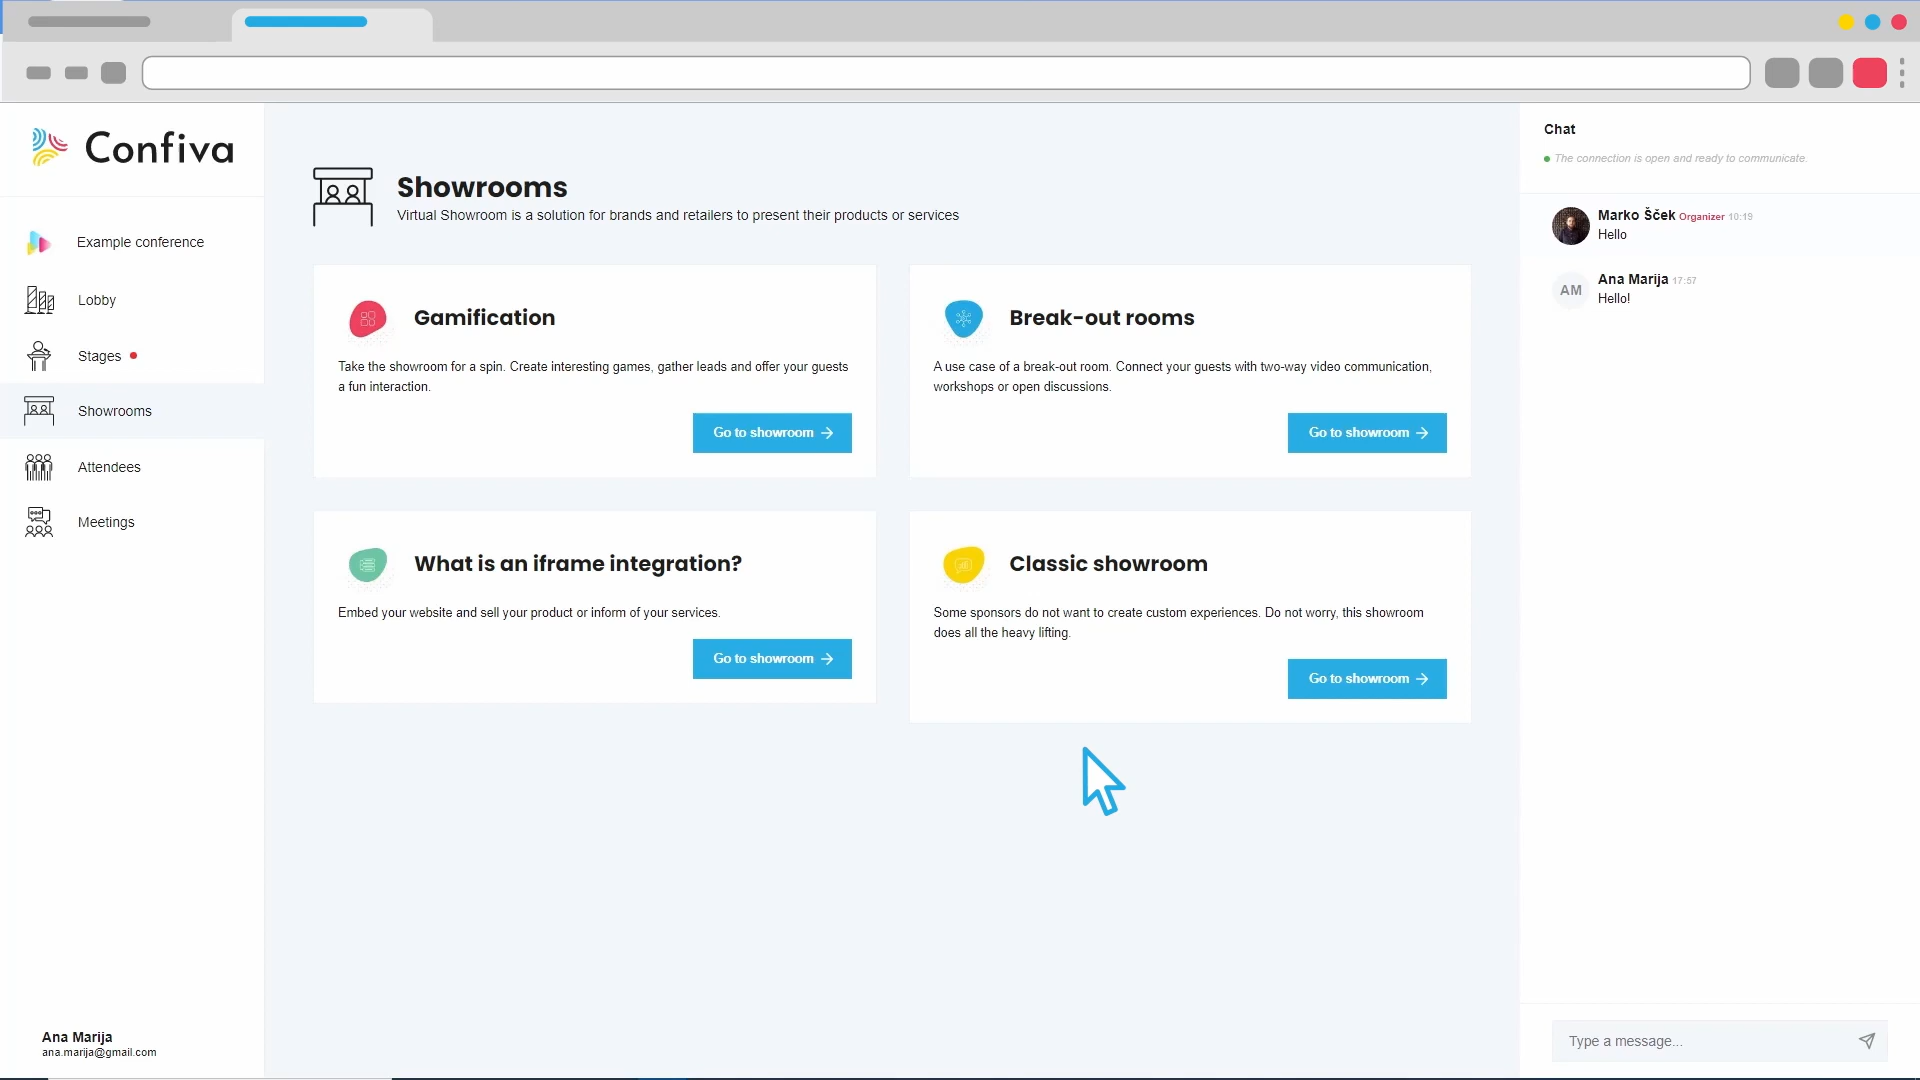 Confiva
Example conference
Lobby
Stages
Showrooms
Attendees
Meetings
Ana Marija
ana.marija@gmail.com
Showrooms
Virtual Showroom is a solution for brands and retailers to present their products or services
Gamification
Take the showroom for a spin. Create interesting games, gather leads and offer your guests
a fun interaction.
Go to showroom
Break-out rooms
A use case of a break-out room. Connect your guests with two-way video communication,
workshops or open discussions.
Go to showroom
What is an iframe integration?
Embed your website and sell your product or inform of your services.
Go to showroom
Classic showroom
Some sponsors do not want to create custom experiences. Do not worry, this showroom
does all the heavy lifting.
Go to showroom
Chat
The connection is open and ready to communicate.
Marko Šček Organizer 10:19
Hello
AM
Ana Marija 17:57
Hello!
Type a message...